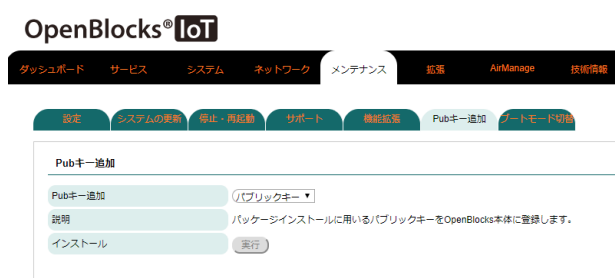 OpenBlocks® IoT
ダッシュボード サービス システム ネットワーク メンテナンス 拡張 AirManage 技術情報
設定 システムの更新 停止・再起動 サポート 機能拡張 Pubキー追加 ブートモード切替
Pubキー追加
Pubキー追加 パブリックキー
説明 パッケージインストールに用いるパブリックキーをOpenBlocks本体に登録します。
インストール 実行